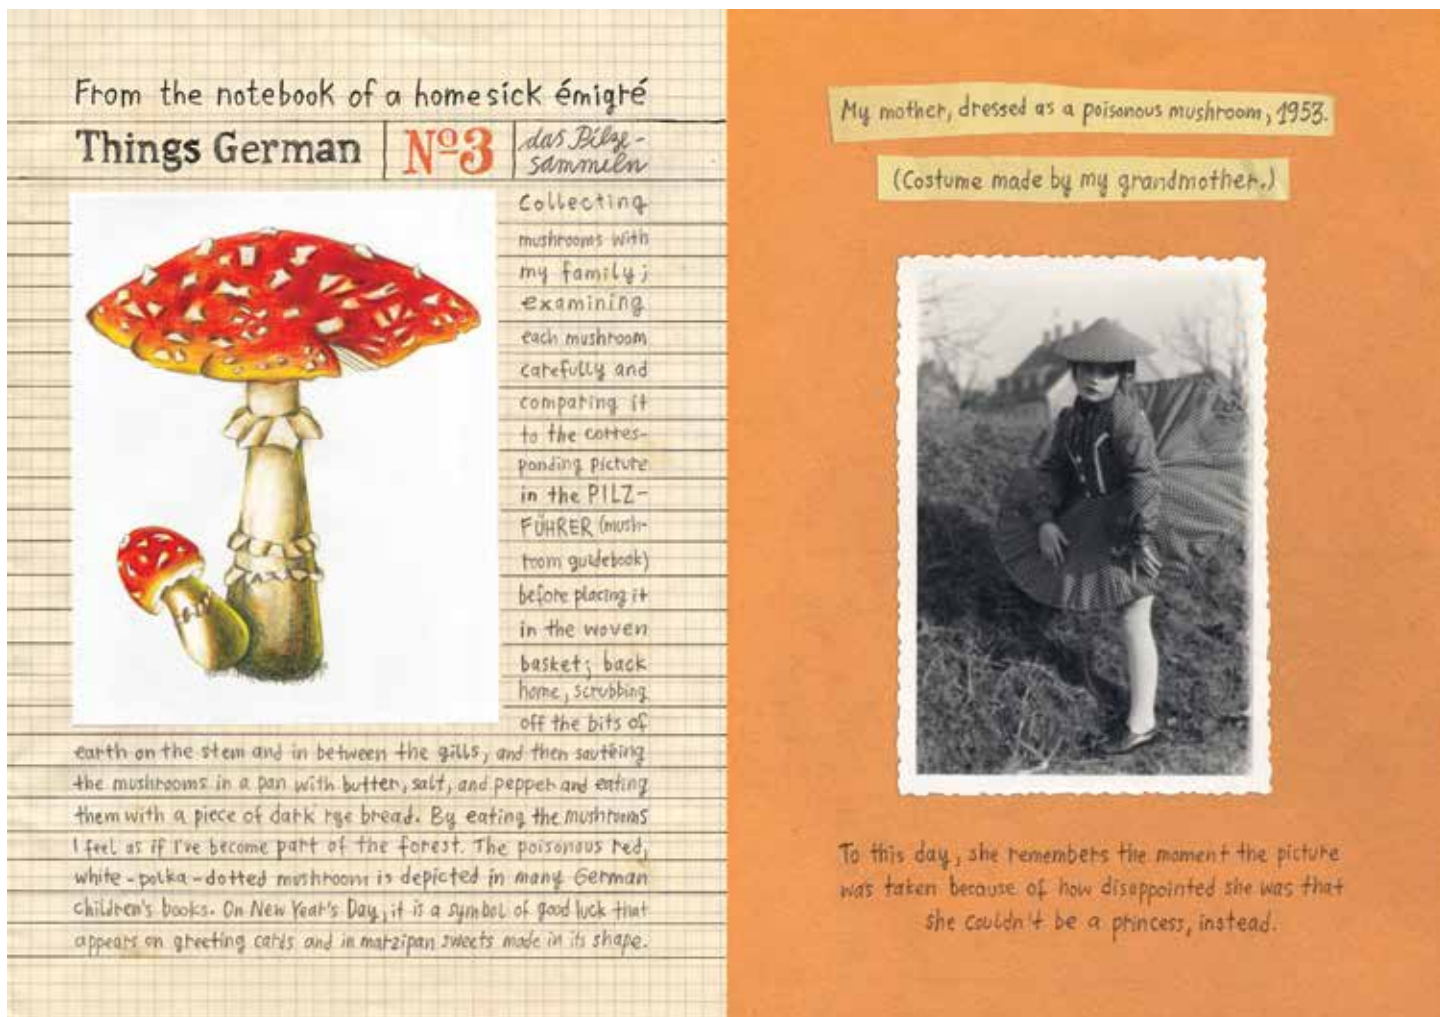 From the notebook of a homesick émigré
Things German
Nº3
das Pilze-
sammeln
Collecting
mushrooms with
my family;
examining
each mushroom
carefully and
comparing it
to the corres-
ponding picture
in the PILZ-
FÜHRER (mush-
room guidebook)
before placing it
in the woven
basket; back
home, scrubbing
off the bits of
earth on the stem and in between the gills, and then sautéing
the mushrooms in a pan with butter, salt, and pepper and eating
them with a piece of dark rye bread. By eating the mushrooms
I feel as if I've become part of the forest. The poisonous red,
white-polka-dotted mushroom is depicted in many German
children's books. On New Year's Day, it is a symbol of good luck that
appears on greeting cards and in marzipan sweets made in its shape.
My mother, dressed as a poisonous mushroom, 1953.
(Costume made by my grandmother.)
To this day, she remembers the moment the picture
was taken because of how disappointed she was that
she couldn't be a princess, instead.